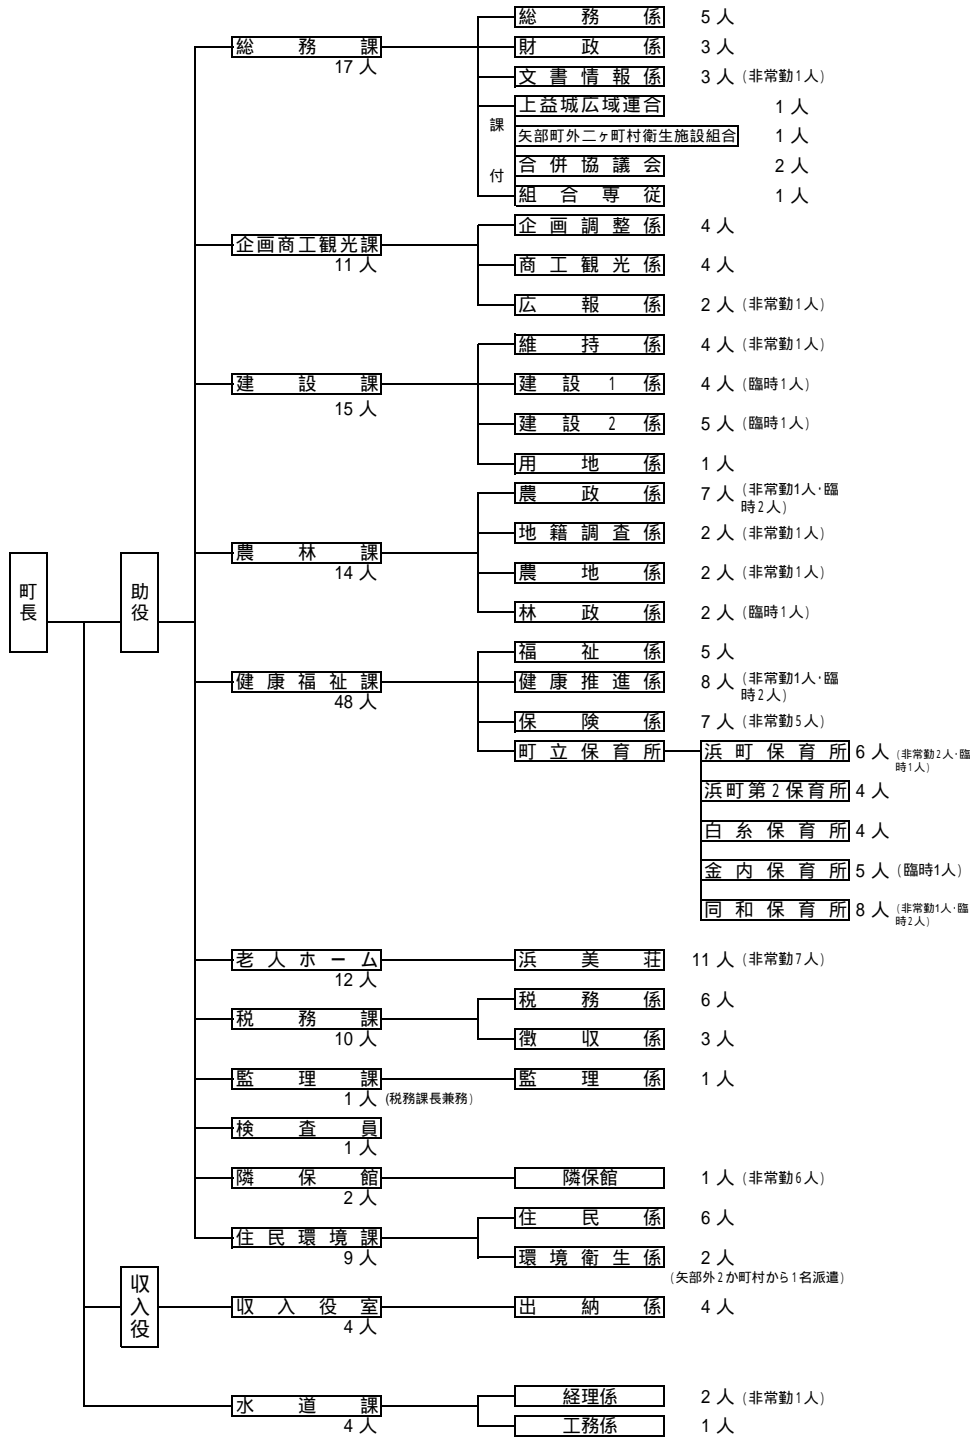 町長
助役
収入役
総務課
17 人
総務係 5 人
財政係 3 人
文書情報係 3 人 (非常勤1人)
課付
上益城広域連合 1 人
矢部町外二ヶ町村衛生施設組合 1 人
合併協議会 2 人
組合専従 1 人
企画商工観光課
11 人
企画調整係 4 人
商工観光係 4 人
広報係 2 人 (非常勤1人)
建設課
15 人
維持係 4 人 (非常勤1人)
建設1係 4 人 (臨時1人)
建設2係 5 人 (臨時1人)
用地係 1 人
農林課
14 人
農政係 7 人 (非常勤1人・臨
時2人)
地籍調査係 2 人 (非常勤1人)
農地係 2 人 (非常勤1人)
林政係 2 人 (臨時1人)
健康福祉課
48 人
福祉係 5 人
健康推進係 8 人 (非常勤1人・臨
時2人)
保険係 7 人 (非常勤5人)
町立保育所
浜町保育所 6 人 (非常勤2人・臨
時1人)
浜町第2保育所 4 人
白糸保育所 4 人
金内保育所 5 人 (臨時1人)
同和保育所 8 人 (非常勤1人・臨
時2人)
老人ホーム
12 人
浜美荘 11 人 (非常勤7人)
税務課
10 人
税務係 6 人
徴収係 3 人
監理課
1 人 (税務課長兼務)
監理係 1 人
検査員
1 人
隣保館
2 人
隣保館 1 人 (非常勤6人)
住民環境課
9 人
住民係 6 人
環境衛生係 2 人
(矢部外2か町村から1名派遣)
収入役室
4 人
出納係 4 人
水道課
4 人
経理係 2 人 (非常勤1人)
工務係 1 人